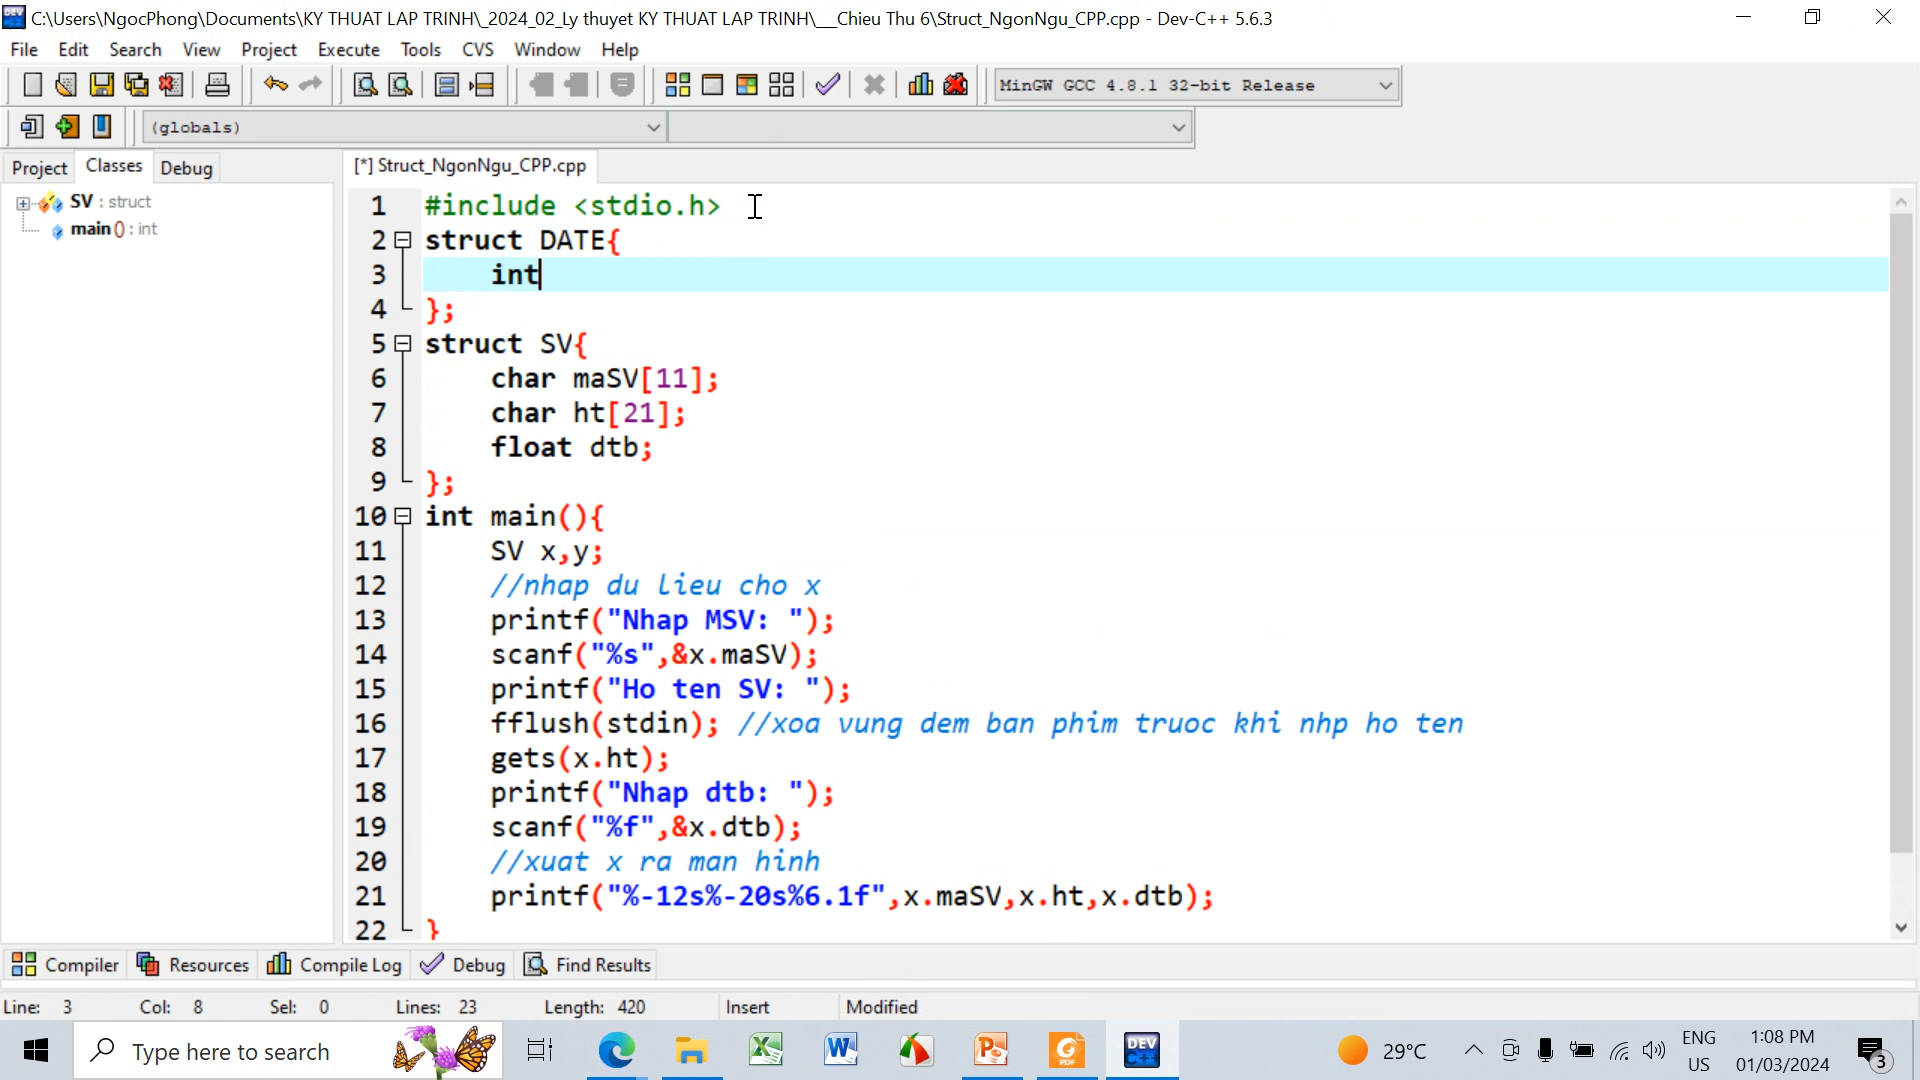 C:\Users\NgocPhong\Documents\KY THUAT LAP TRINH\_2024_02_Ly thuyet KY THUAT LAP TRINH\__Chieu Thu 6\Struct_NgonNgu_CPP.cpp - Dev-C++ 5.6.3
File Edit Search View Project Execute Tools CVS Window Help
MinGW GCC 4.8.1 32-bit Release
(globals)
Project Classes Debug
[*] Struct_NgonNgu_CPP.cpp
SV : struct
main () : int
1 #include <stdio.h>
2 struct DATE{
3 int
4 };
5 struct SV{
6 char maSV[11];
7 char ht[21];
8 float dtb;
9 };
10 int main(){
11 SV x,y;
12 //nhap du lieu cho x
13 printf("Nhap MSV: ");
14 scanf("%s",&x.maSV);
15 printf("Ho ten SV: ");
16 fflush(stdin); //xoa vung dem ban phim truoc khi nhp ho ten
17 gets(x.ht);
18 printf("Nhap dtb: ");
19 scanf("%f",&x.dtb);
20 //xuat x ra man hinh
21 printf("%-12s%-20s%6.1f",x.maSV,x.ht,x.dtb);
22 }
Compiler Resources Compile Log Debug Find Results
Line: 3 Col: 8 Sel: 0 Lines: 23 Length: 420 Insert Modified
Type here to search
29°C
ENG
US
1:08 PM
01/03/2024
3